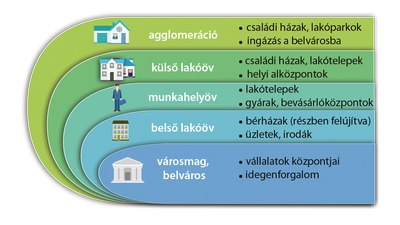 agglomeráció
• családi házak, lakóparkok
• ingázás a belvárosba
külső lakóöv
• családi házak, lakótelepek
• helyi alközpontok
munkahelyöv
• lakótelepek
• gyárak, bevásárlóközpontok
belső lakóöv
• bérházak (részben felújítva)
• üzletek, irodák
városmag,
belváros
• vállalatok központjai
• idegenforgalom